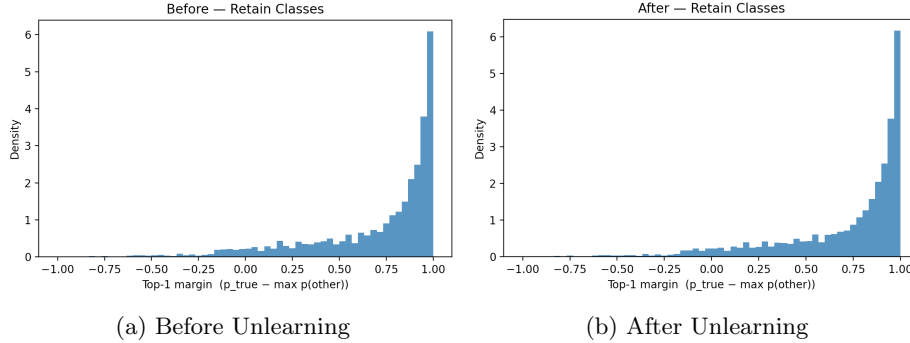 Before — Retain Classes
Density
6
5
4
3
2
1
0
−1.00 −0.75 −0.50 −0.25 0.00 0.25 0.50 0.75 1.00
Top-1 margin (p_true − max p(other))
(a) Before Unlearning
After — Retain Classes
Density
6
5
4
3
2
1
0
−1.00 −0.75 −0.50 −0.25 0.00 0.25 0.50 0.75 1.00
Top-1 margin (p_true − max p(other))
(b) After Unlearning